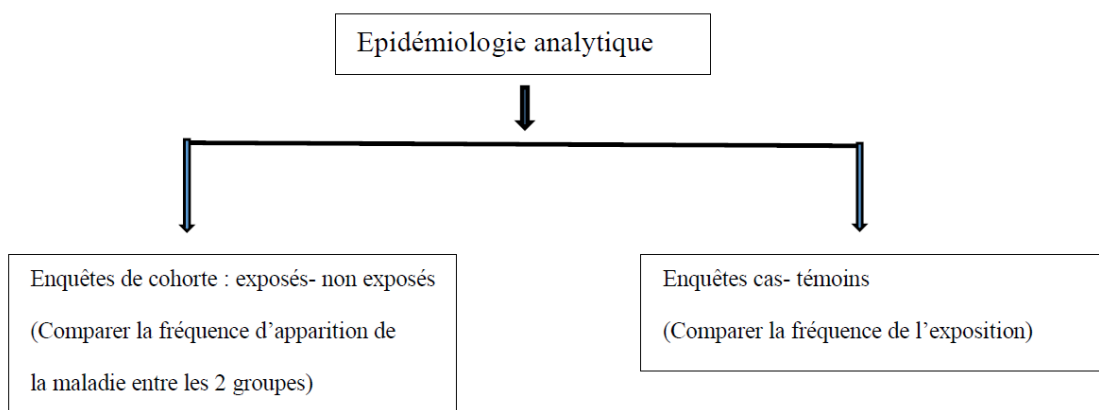 Epidémiologie analytique
Enquêtes de cohorte : exposés- non exposés
(Comparer la fréquence d’apparition de
la maladie entre les 2 groupes)
Enquêtes cas- témoins
(Comparer la fréquence de l’exposition)